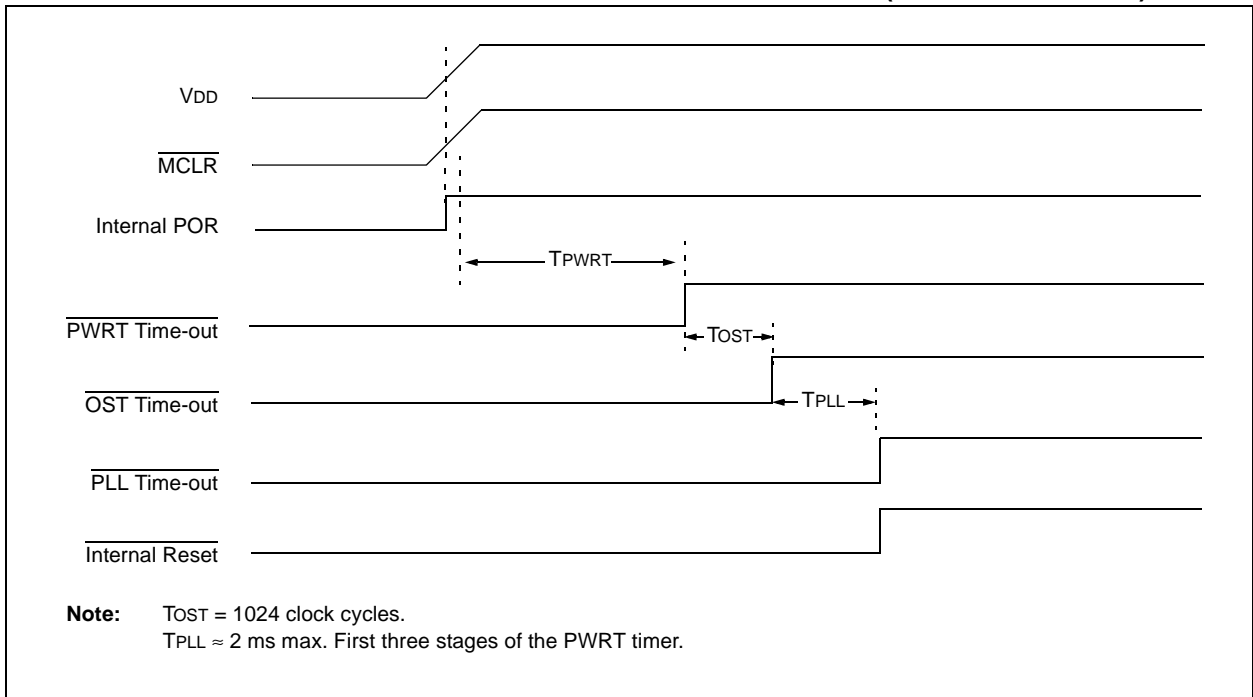 VDD
MCLR
Internal POR
TPWRT
PWRT Time-out
TOST
OST Time-out
TPLL
PLL Time-out
Internal Reset
Note: TOST = 1024 clock cycles.
TPLL ≈ 2 ms max. First three stages of the PWRT timer.